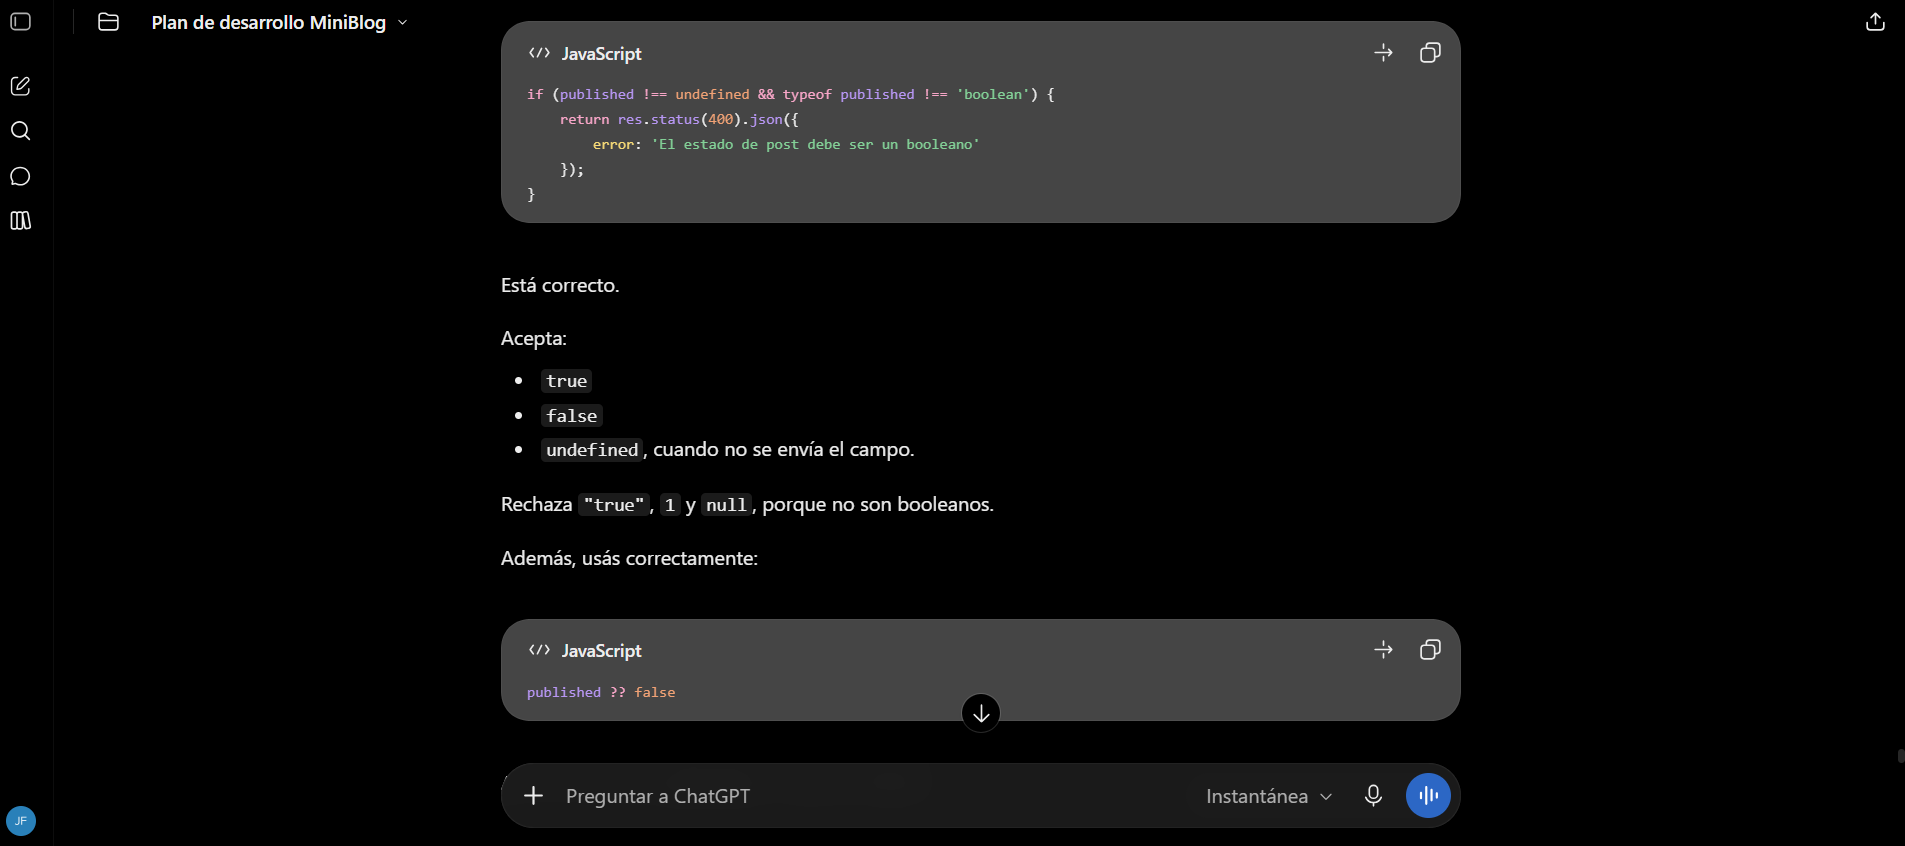 Plan de desarrollo MiniBlog
JavaScript
if (published !== undefined && typeof published !== 'boolean') {
return res.status(400).json({
error: 'El estado de post debe ser un booleano'
});
}
Está correcto.
Acepta:
true
false
undefined, cuando no se envía el campo.
Rechaza "true", 1 y null, porque no son booleanos.
Además, usás correctamente:
JavaScript
published ?? false
Preguntar a ChatGPT
Instantánea
JF